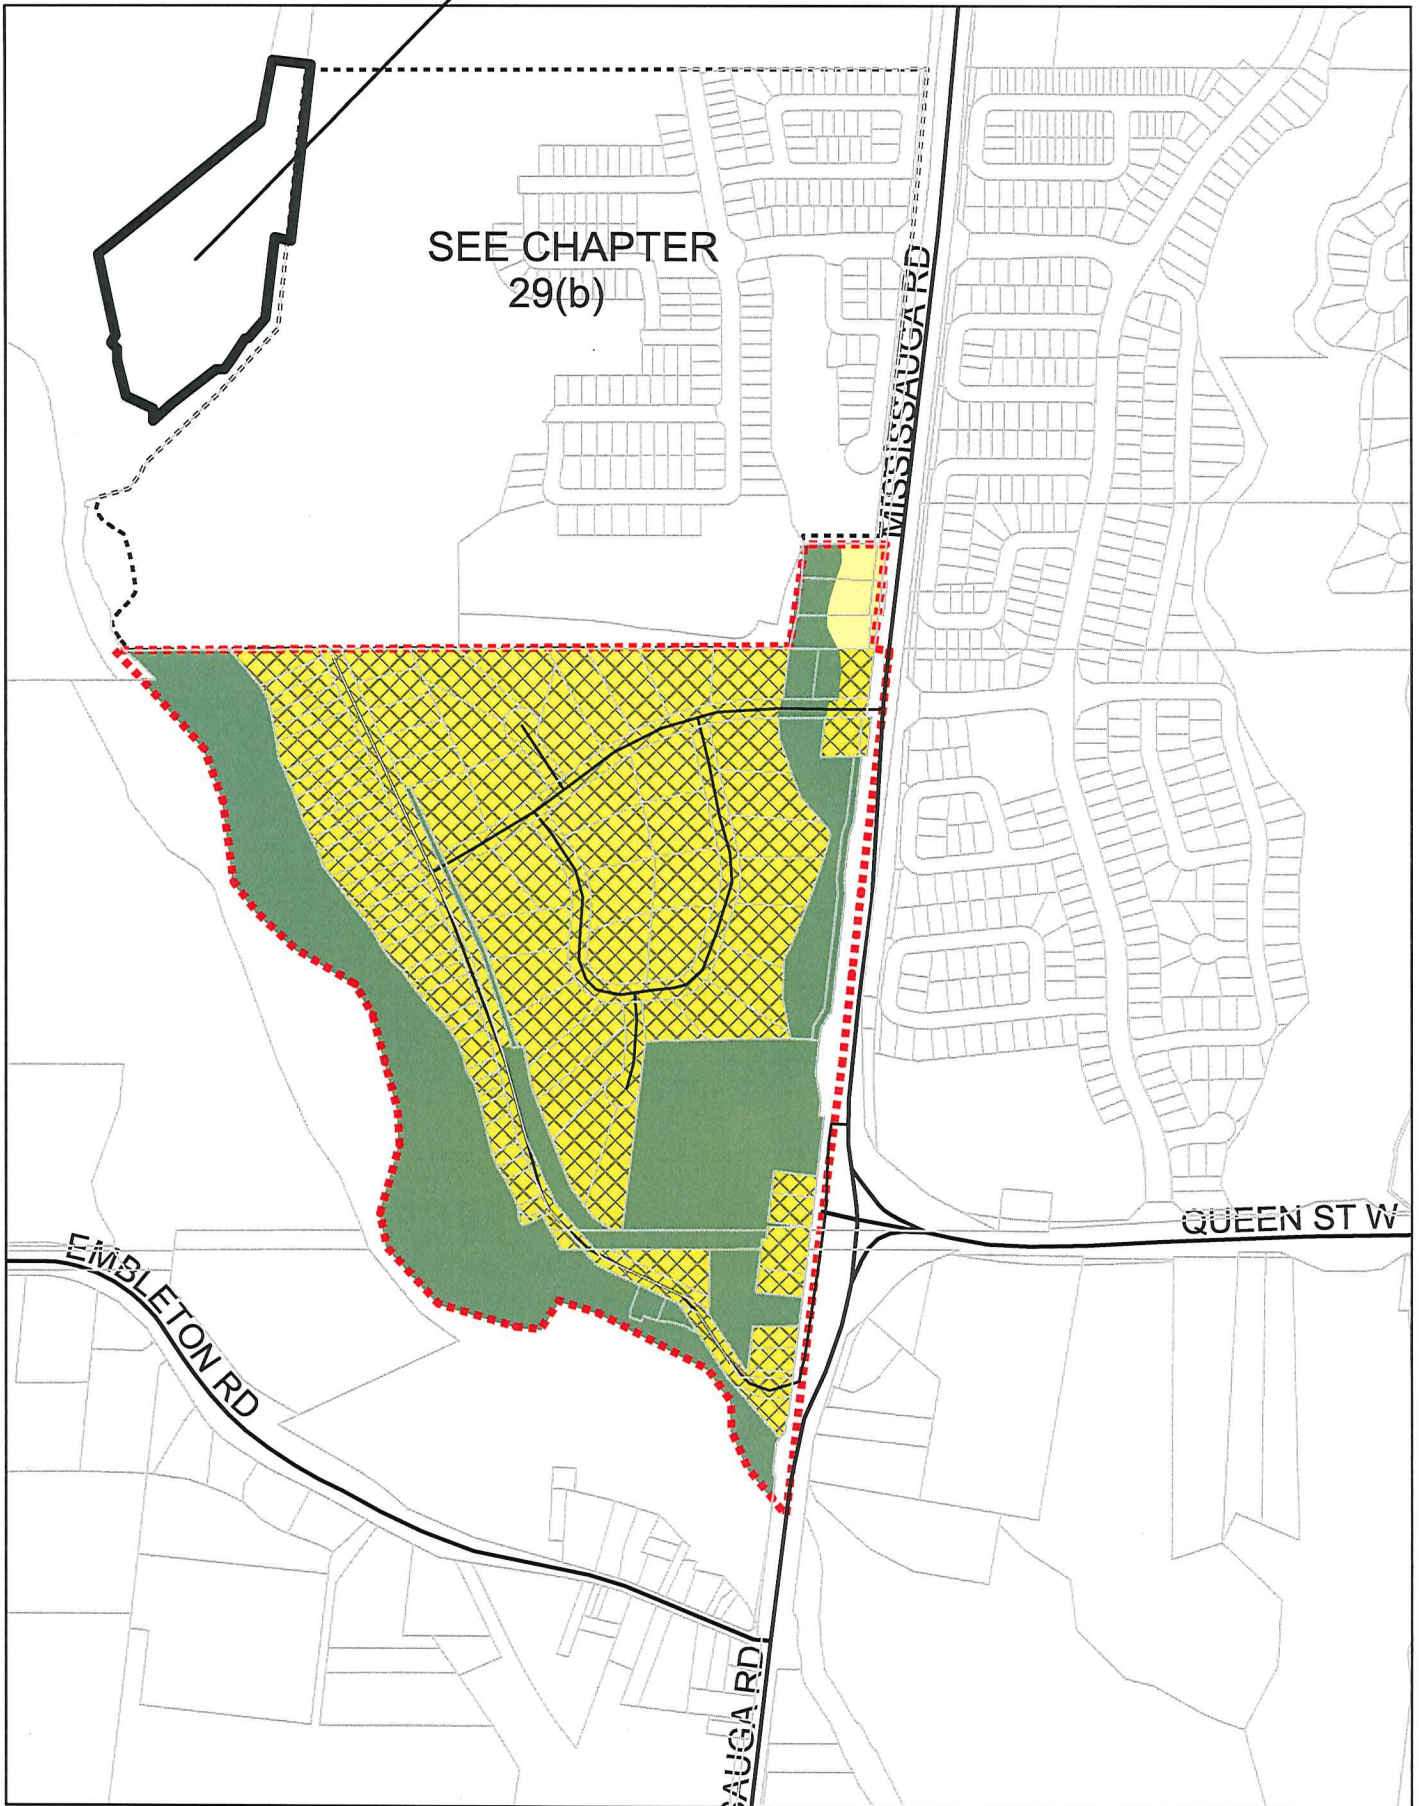 SEE CHAPTER
29(b)
MISSISSAUGA RD
QUEEN ST W
EMBLETON RD
SAUGA RD